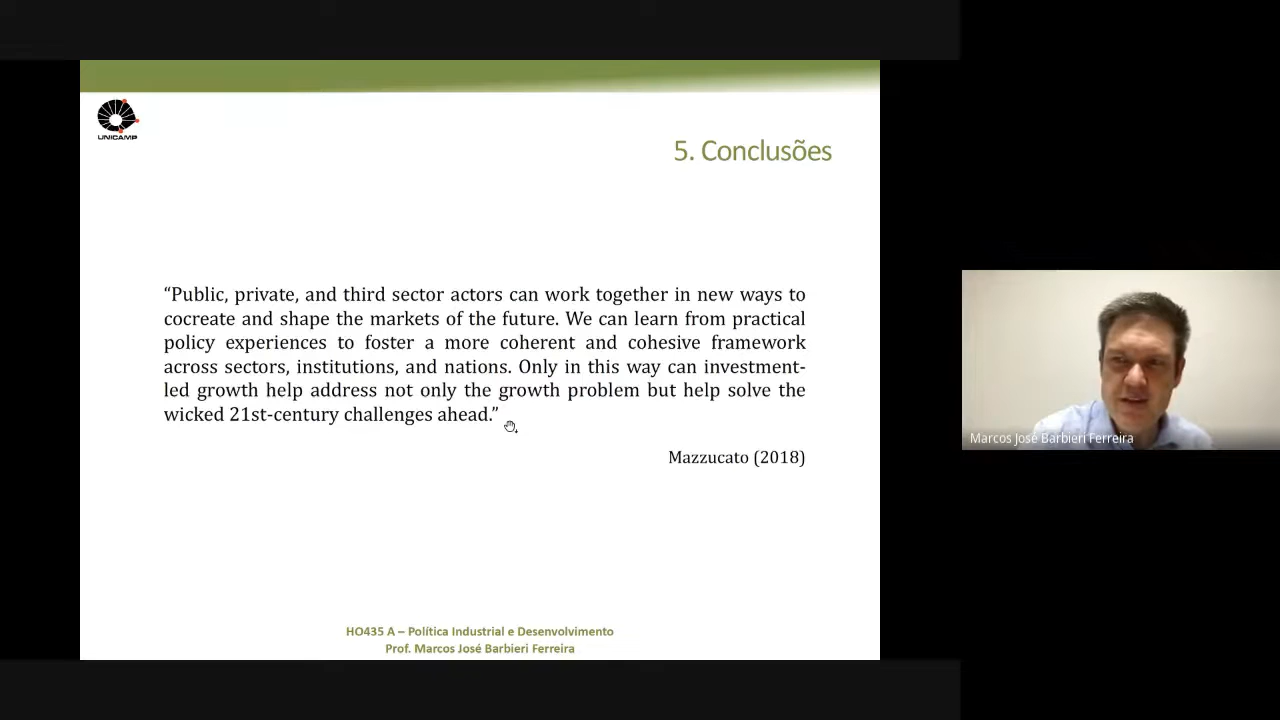 UNICAMP
5. Conclusões
“Public, private, and third sector actors can work together in new ways to
cocreate and shape the markets of the future. We can learn from practical
policy experiences to foster a more coherent and cohesive framework
across sectors, institutions, and nations. Only in this way can investment-
led growth help address not only the growth problem but help solve the
wicked 21st-century challenges ahead.”
Mazzucato (2018)
HO435 A – Política Industrial e Desenvolvimento
Prof. Marcos José Barbieri Ferreira
Marcos José Barbieri Ferreira